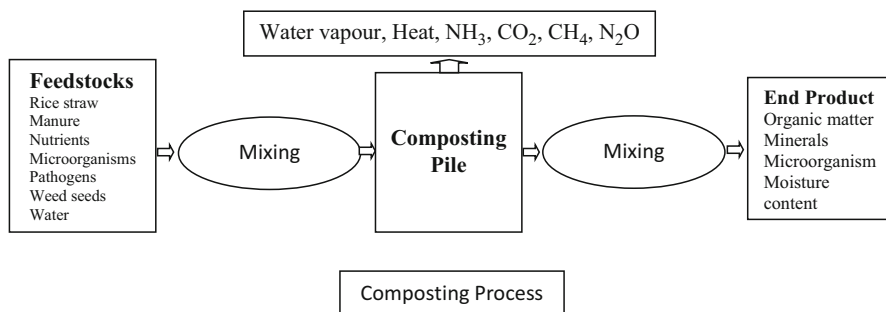 Water vapour, Heat, NH₃, CO₂, CH₄, N₂O
Feedstocks
Rice straw
Manure
Nutrients
Microorganisms
Pathogens
Weed seeds
Water
Mixing
Composting
Pile
Mixing
End Product
Organic matter
Minerals
Microorganism
Moisture
content
Composting Process